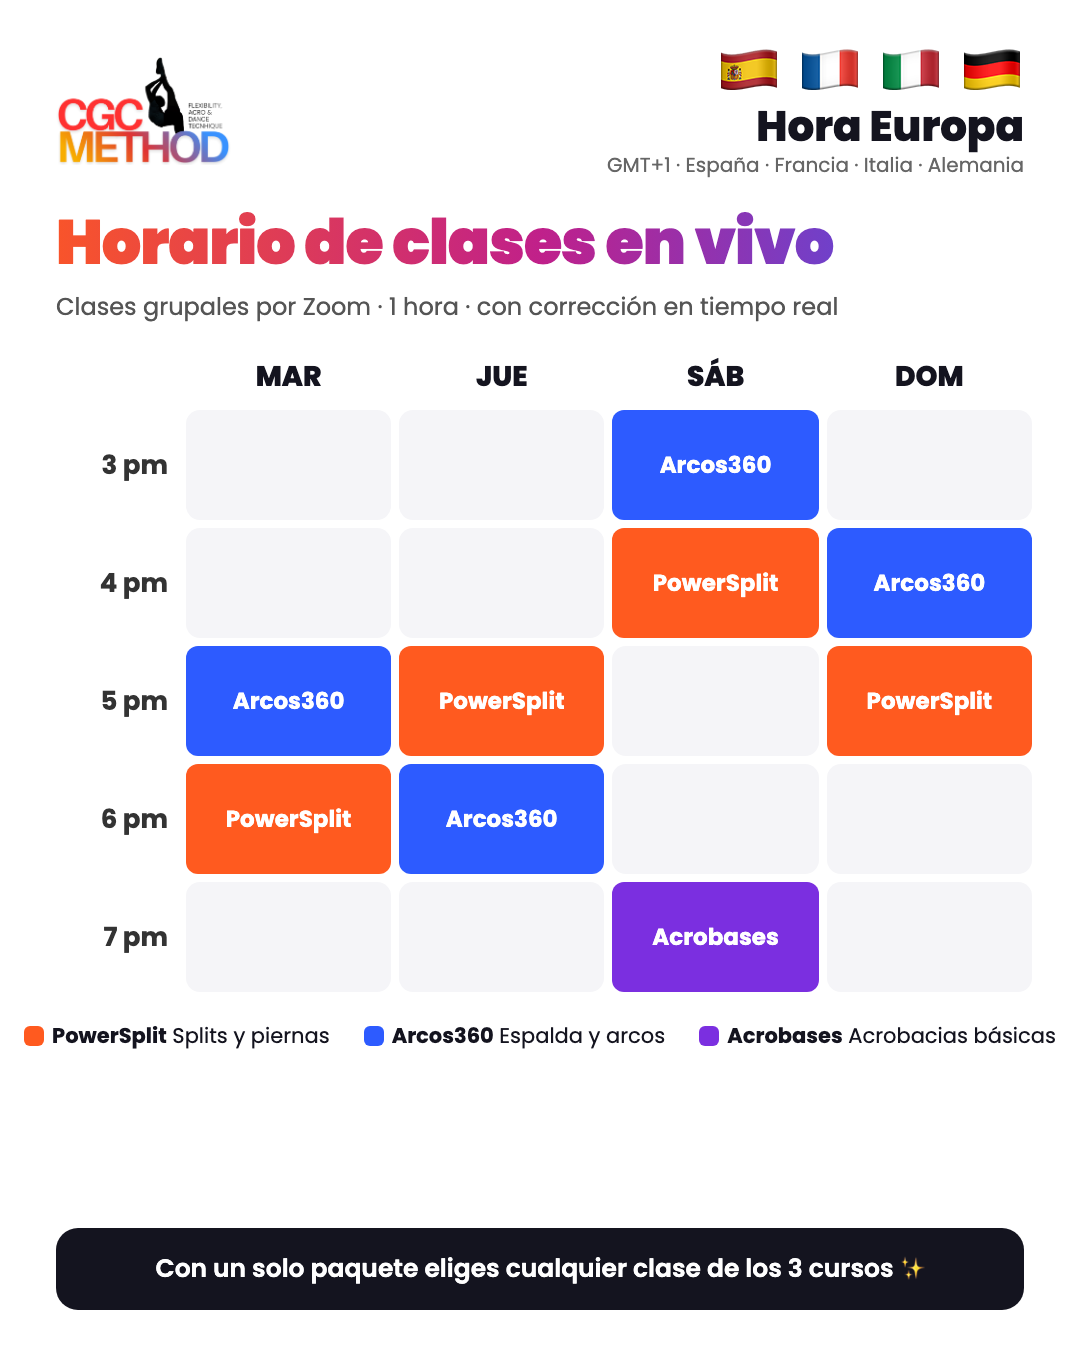 CGC
FLEXIBILITY,
ACRO &
DANCE
TECNHIQUE
METHOD
Hora Europa
GMT+1 · España · Francia · Italia · Alemania
Horario de clases en vivo
Clases grupales por Zoom · 1 hora · con corrección en tiempo real
MAR JUE SÁB DOM
3 pm Arcos360
4 pm PowerSplit Arcos360
5 pm Arcos360 PowerSplit PowerSplit
6 pm PowerSplit Arcos360
7 pm Acrobases
PowerSplit Splits y piernas Arcos360 Espalda y arcos Acrobases Acrobacias básicas
Con un solo paquete eliges cualquier clase de los 3 cursos ✨